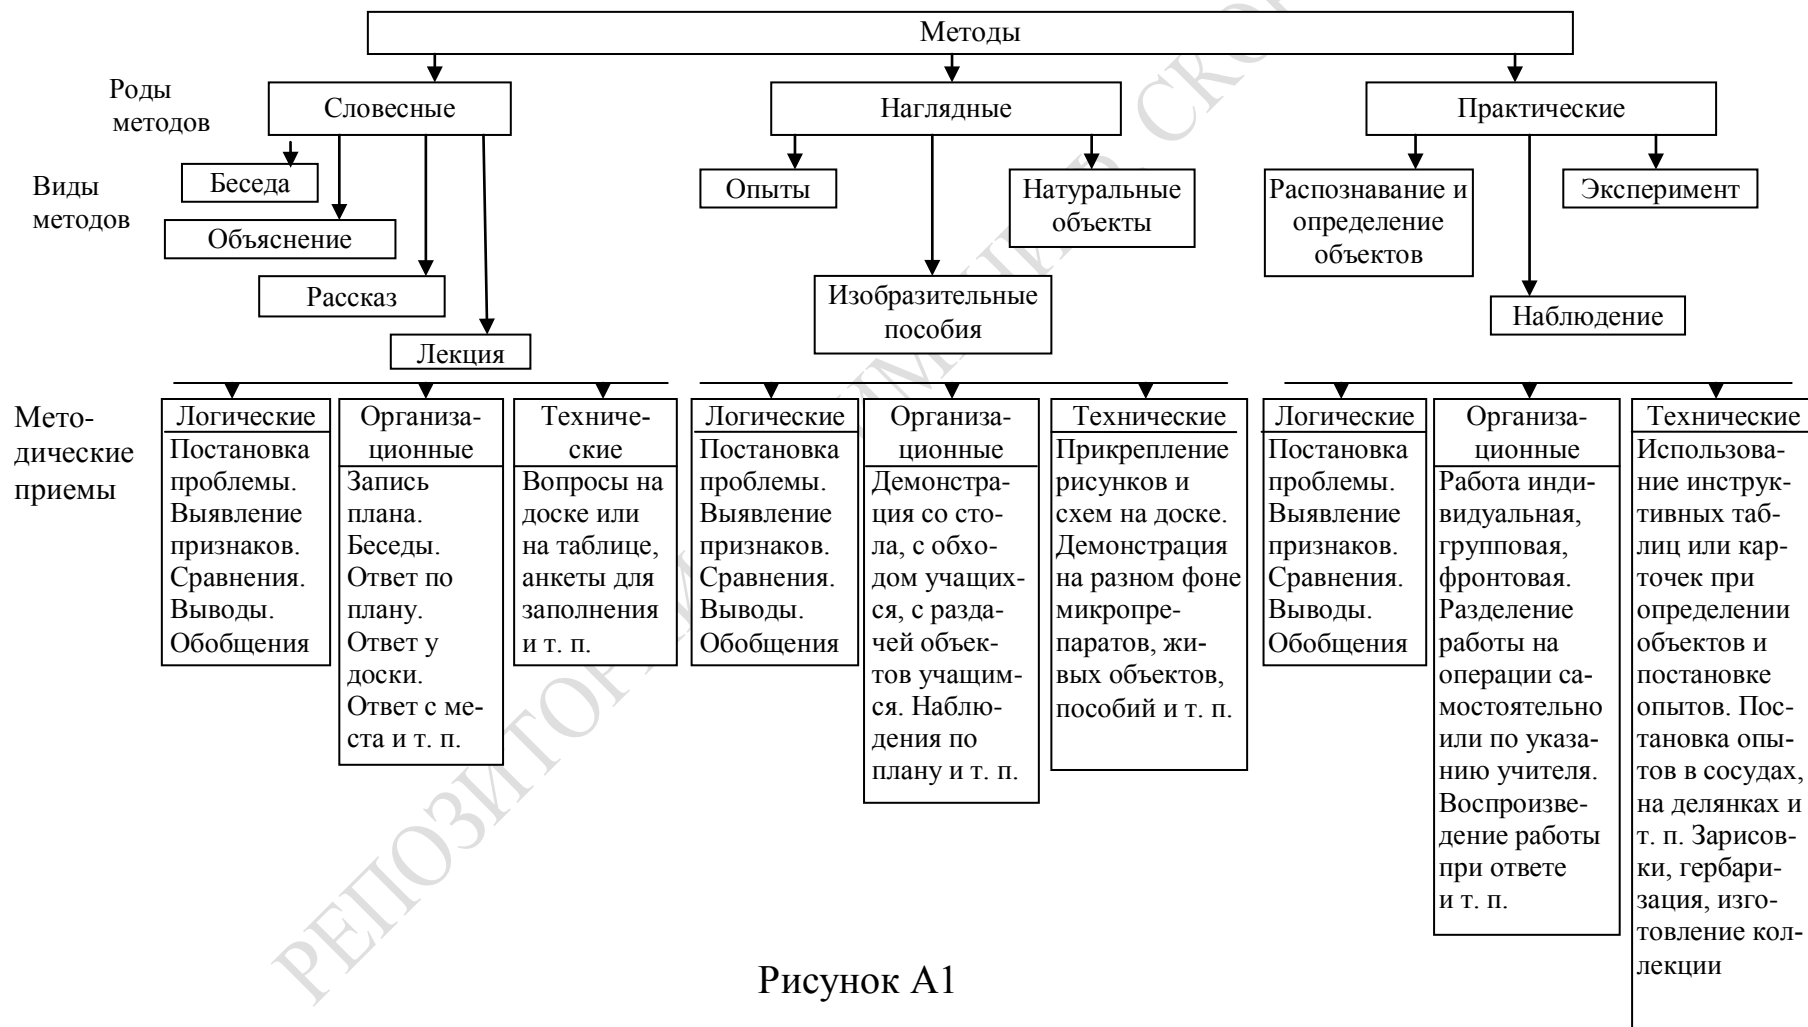 Методы
Роды
методов
Словесные
Наглядные
Практические
Виды
методов
Беседа
Объяснение
Рассказ
Лекция
Опыты
Изобразительные
пособия
Натуральные
объекты
Распознавание и
определение
объектов
Наблюдение
Эксперимент
Мето-
дические
приемы
Логические
Постановка
проблемы.
Выявление
признаков.
Сравнения.
Выводы.
Обобщения
Организа-
ционные
Запись
плана.
Беседы.
Ответ по
плану.
Ответ у
доски.
Ответ с ме-
ста и т. п.
Техниче-
ские
Вопросы на
доске или
на таблице,
анкеты для
заполнения
и т. п.
Логические
Постановка
проблемы.
Выявление
признаков.
Сравнения.
Выводы.
Обобщения
Организа-
ционные
Демонстра-
ция со сто-
ла, с обхо-
дом учащих-
ся, с разда-
чей объек-
тов учащим-
ся. Наблю-
дения по
плану и т. п.
Технические
Прикрепление
рисунков и
схем на доске.
Демонстрация
на разном фоне
микропре-
паратов, жи-
вых объектов,
пособий и т. п.
Логические
Постановка
проблемы.
Выявление
признаков.
Сравнения.
Выводы.
Обобщения
Организа-
ционные
Работа инди-
видуальная,
групповая,
фронтовая.
Разделение
работы на
операции са-
мостоятельно
или по указа-
нию учителя.
Воспроизве-
дение работы
при ответе
и т. п.
Технические
Использова-
ние инструк-
тивных таб-
лиц или кар-
точек при
определении
объектов и
постановке
опытов. Пос-
тановка опы-
тов в сосудах,
на делянках и
т. п. Зарисов-
ки, гербари-
зация, изго-
товление кол-
лекции
Рисунок А1